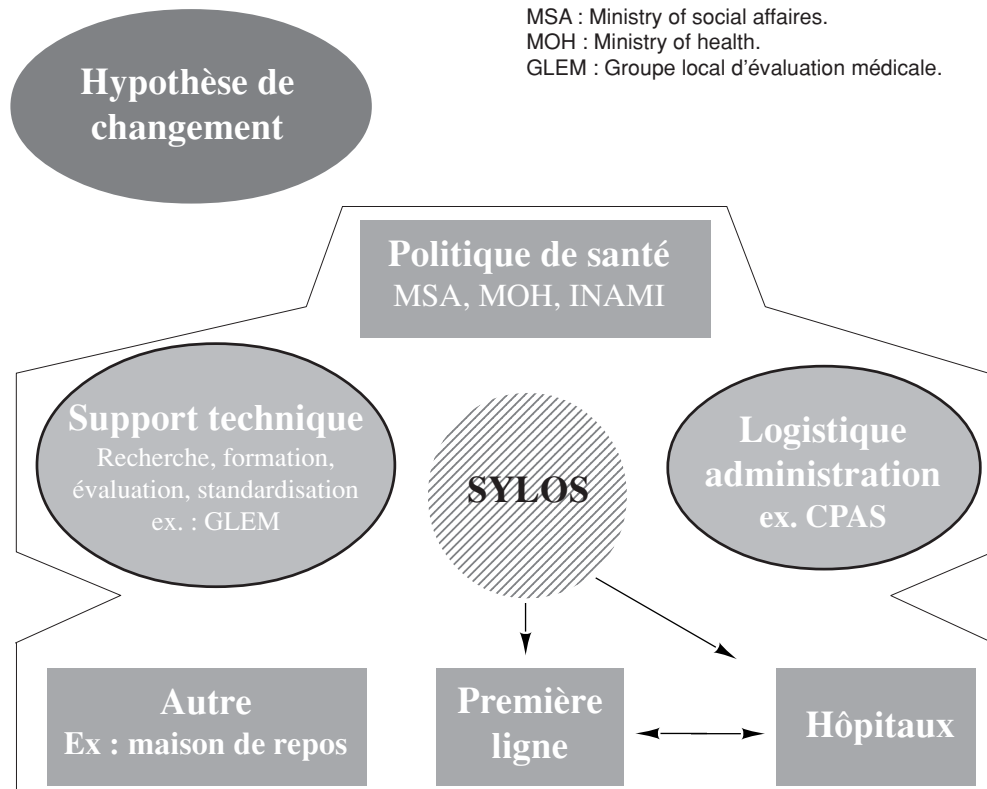 MSA : Ministry of social affaires.
MOH : Ministry of health.
GLEM : Groupe local d'évaluation médicale.
Hypothèse de
changement
Politique de santé
MSA, MOH, INAMI
Support technique
Recherche, formation,
évaluation, standardisation
ex. : GLEM
SYLOS
Logistique
administration
ex. CPAS
Autre
Ex : maison de repos
Première
ligne
Hôpitaux